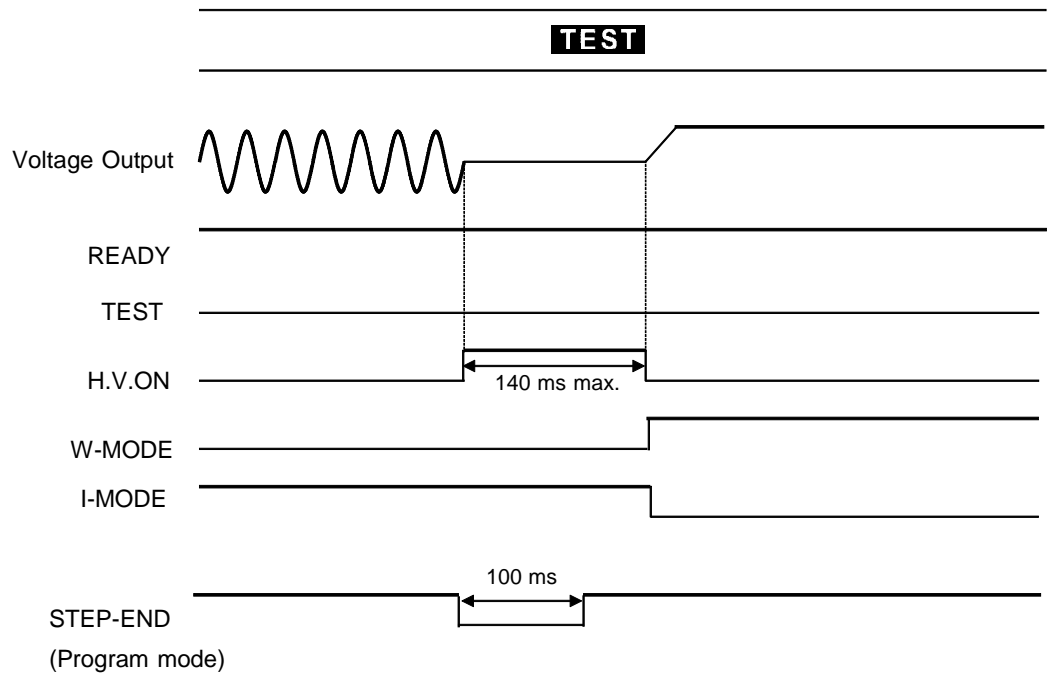 TEST
Voltage Output
READY
TEST
H.V.ON
140 ms max.
W-MODE
I-MODE
100 ms
STEP-END
(Program mode)